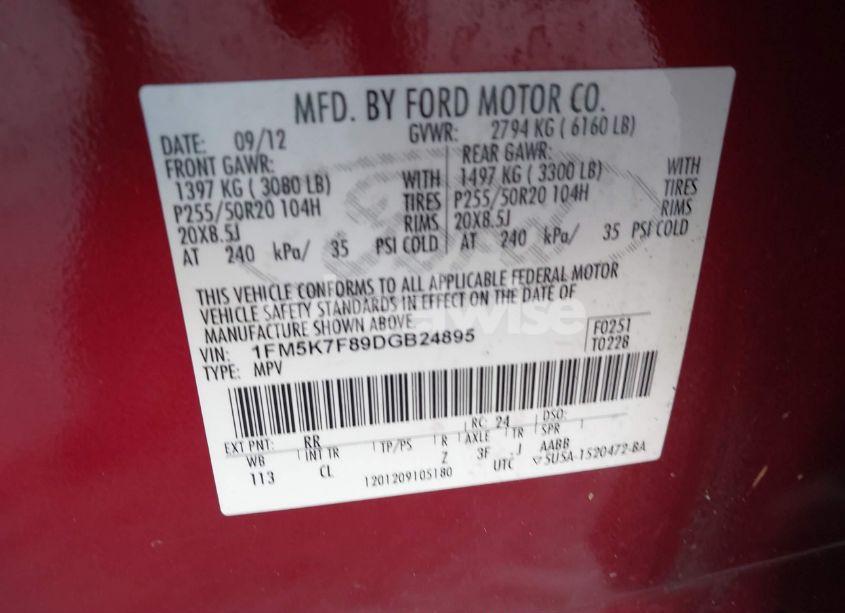 MFD. BY FORD MOTOR CO.
DATE: 09/12 GVWR: 2794 KG ( 6160 LB)
FRONT GAWR: REAR GAWR:
1397 KG ( 3080 LB) WITH 1497 KG ( 3300 LB) WITH
P255/50R20 104H TIRES P255/50R20 104H TIRES
20X8.5J RIMS 20X8.5J RIMS
AT 240 kPa/ 35 PSI COLD AT 240 kPa/ 35 PSI COLD
THIS VEHICLE CONFORMS TO ALL APPLICABLE FEDERAL MOTOR
VEHICLE SAFETY STANDARDS IN EFFECT ON THE DATE OF
MANUFACTURE SHOWN ABOVE.
VIN: 1FM5K7F89DGB24895 F0251
TYPE: MPV T0228
EXT PNT: RR RC: 24 DSO:
WB INT TR TP/PS R AXLE TR SPR
113 CL Z 3F J AABB
1201209105180 UTC 5U5A-1520472-BA